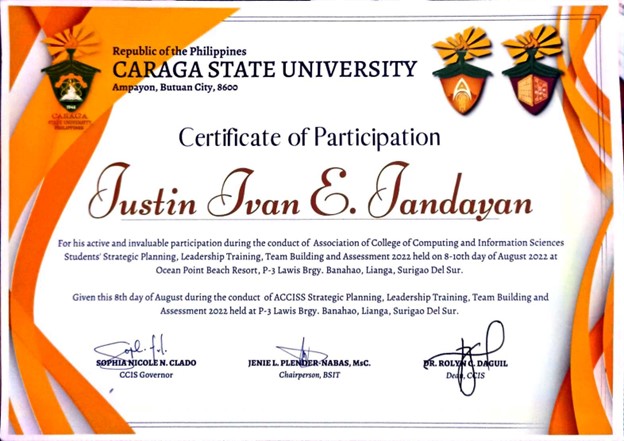 Republic of the Philippines
CARAGA STATE UNIVERSITY
Ampayon, Butuan City, 8600
CARAGA
STATE UNIVERSITY
PHILIPPINES
Certificate of Participation
Justin Ivan E. Jandayan
For his active and invaluable participation during the conduct of Association of College of Computing and Information Sciences
Students' Strategic Planning, Leadership Training, Team Building and Assessment 2022 held on 8-10th day of August 2022 at
Ocean Point Beach Resort, P-3 Lawis Brgy. Banahao, Lianga, Surigao Del Sur.
Given this 8th day of August during the conduct of ACCISS Strategic Planning, Leadership Training, Team Building and
Assessment 2022 held at P-3 Lawis Brgy. Banahao, Lianga, Surigao Del Sur.
SOPHIA NICOLE N. CLADO
CCIS Governor
JENIE L. PLENDER-NABAS, MsC.
Chairperson, BSIT
DR. ROLYN C. DAGUIL
Dean, CCIS